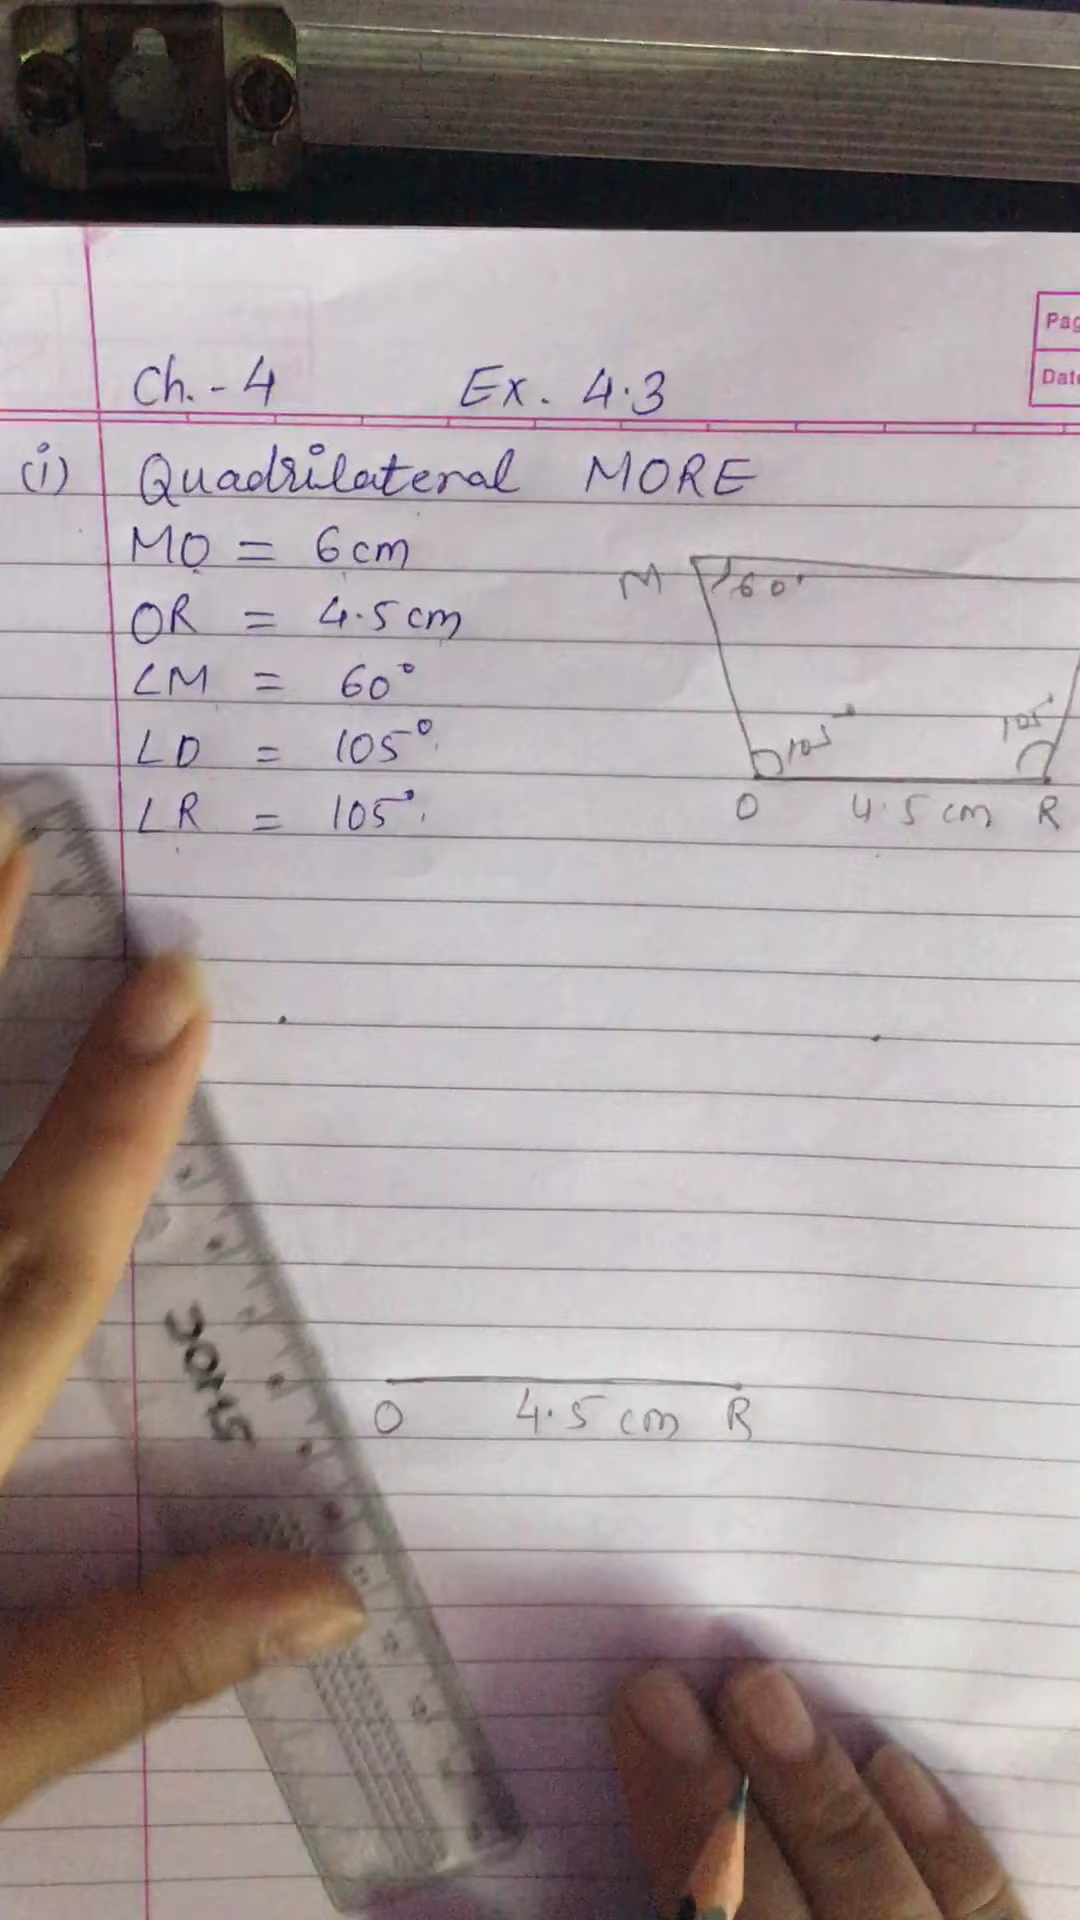 Pag
Date
Ch. - 4 Ex. 4.3
(i) Quadrilateral MORE
MO = 6 cm
OR = 4.5 cm
∠M = 60°
∠O = 105°
∠R = 105°
M 60°
105° 105°
O 4.5 cm R
O 4.5 cm R